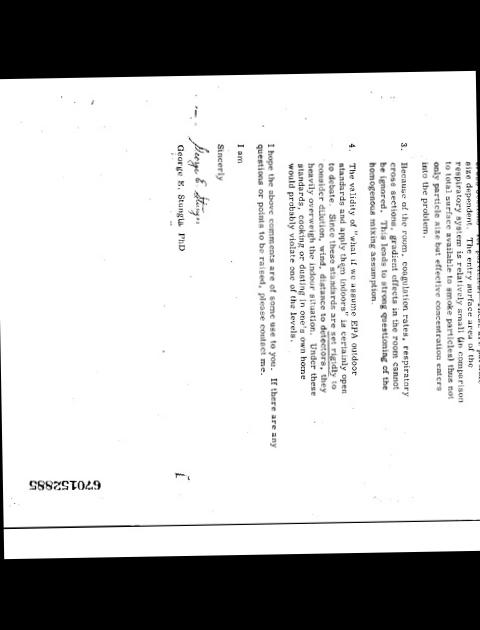 size dependent. The entry surface area of the
respiratory system is relatively small (in comparison
to total surface available to smoke particles) thus not
only particle size but effective concentration enters
into the problem.
3. Because of the room, coagulation rates, respiratory
cross sections, gradient effects in the room cannot
be ignored. This leads to strong questioning of the
homogenous mixing assumption.
4. The validity of "what if we assume EPA outdoor
standards and apply them indoors" is certainly open
to debate. Since these standards are set rigidly to
consider dilution, wind, distance to detectors, they
heavily overweigh the indoor situation. Under these
standards, cooking or dusting in one's own home
would probably violate one of the levels.
I hope the above comments are of some use to you. If there are any
questions or points to be raised, please contact me.
I am
Sincerly
George E. Stungis
George E. Stungis, PhD
670152885